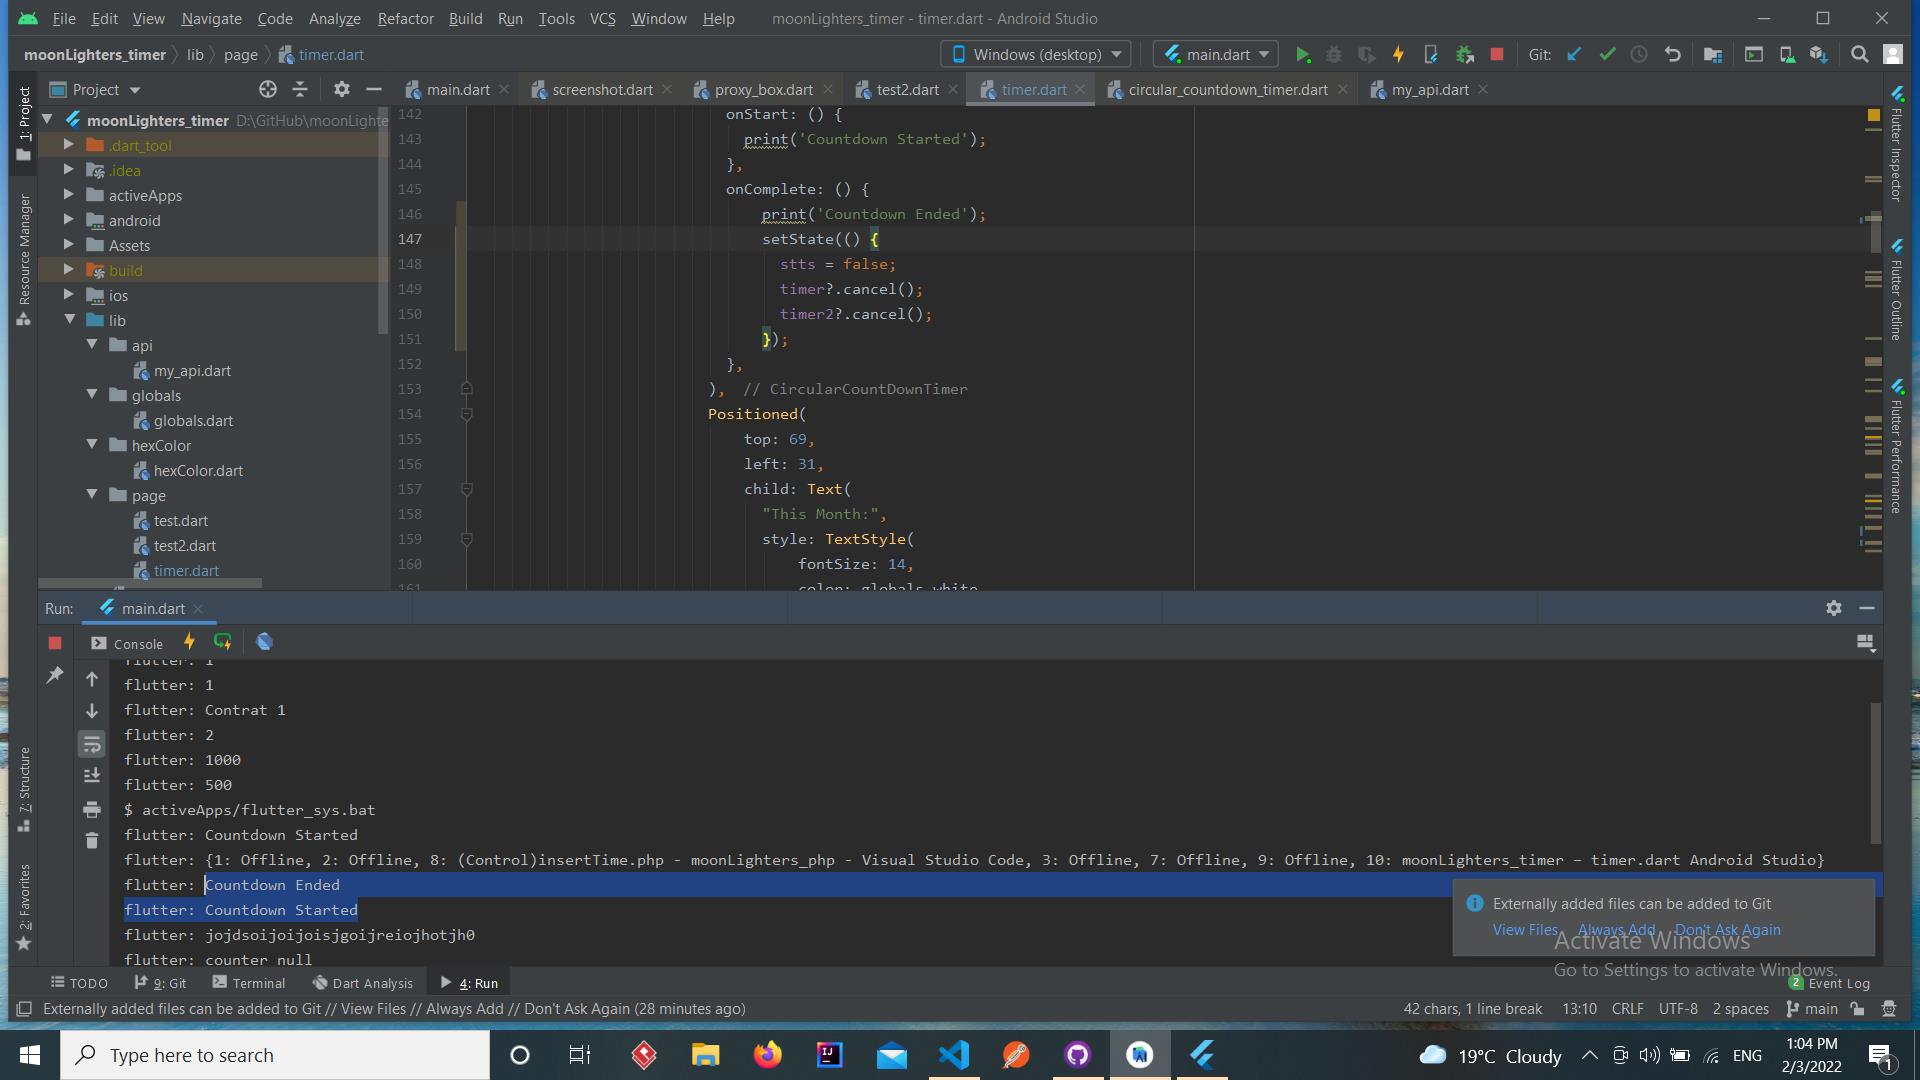 File Edit View Navigate Code Analyze Refactor Build Run Tools VCS Window Help moonLighters_timer - timer.dart - Android Studio
moonLighters_timer lib page timer.dart Windows (desktop) main.dart Git:
Project main.dart screenshot.dart proxy_box.dart test2.dart timer.dart circular_countdown_timer.dart my_api.dart
1: Project
Resource Manager
7: Structure
2: Favorites
moonLighters_timer D:\GitHub\moonLighte
.dart_tool
.idea
activeApps
android
Assets
build
ios
lib
api
my_api.dart
globals
globals.dart
hexColor
hexColor.dart
page
test.dart
test2.dart
timer.dart
142 onStart: () {
143 print('Countdown Started');
144 },
145 onComplete: () {
146 print('Countdown Ended');
147 setState(() {
148 stts = false;
149 timer?.cancel();
150 timer2?.cancel();
151 });
152 },
153 ), // CircularCountDownTimer
154 Positioned(
155 top: 69,
156 left: 31,
157 child: Text(
158 "This Month:",
159 style: TextStyle(
160 fontSize: 14,
161 color: globals.white
Flutter Inspector
Flutter Outline
Flutter Performance
Run: main.dart
Console
flutter: 1
flutter: 1
flutter: Contrat 1
flutter: 2
flutter: 1000
flutter: 500
$ activeApps/flutter_sys.bat
flutter: Countdown Started
flutter: {1: Offline, 2: Offline, 8: (Control)insertTime.php - moonLighters_php - Visual Studio Code, 3: Offline, 7: Offline, 9: Offline, 10: moonLighters_timer – timer.dart Android Studio}
flutter: Countdown Ended
flutter: Countdown Started
flutter: jojdsoijoijoisjgoijreiojhotjh0
flutter: counter null
Externally added files can be added to Git
View Files Always Add Don't Ask Again
Activate Windows
Go to Settings to activate Windows.
TODO 9: Git Terminal Dart Analysis 4: Run 2 Event Log
Externally added files can be added to Git // View Files // Always Add // Don't Ask Again (28 minutes ago) 42 chars, 1 line break 13:10 CRLF UTF-8 2 spaces main
Type here to search 19°C Cloudy ENG 1:04 PM
2/3/2022
1